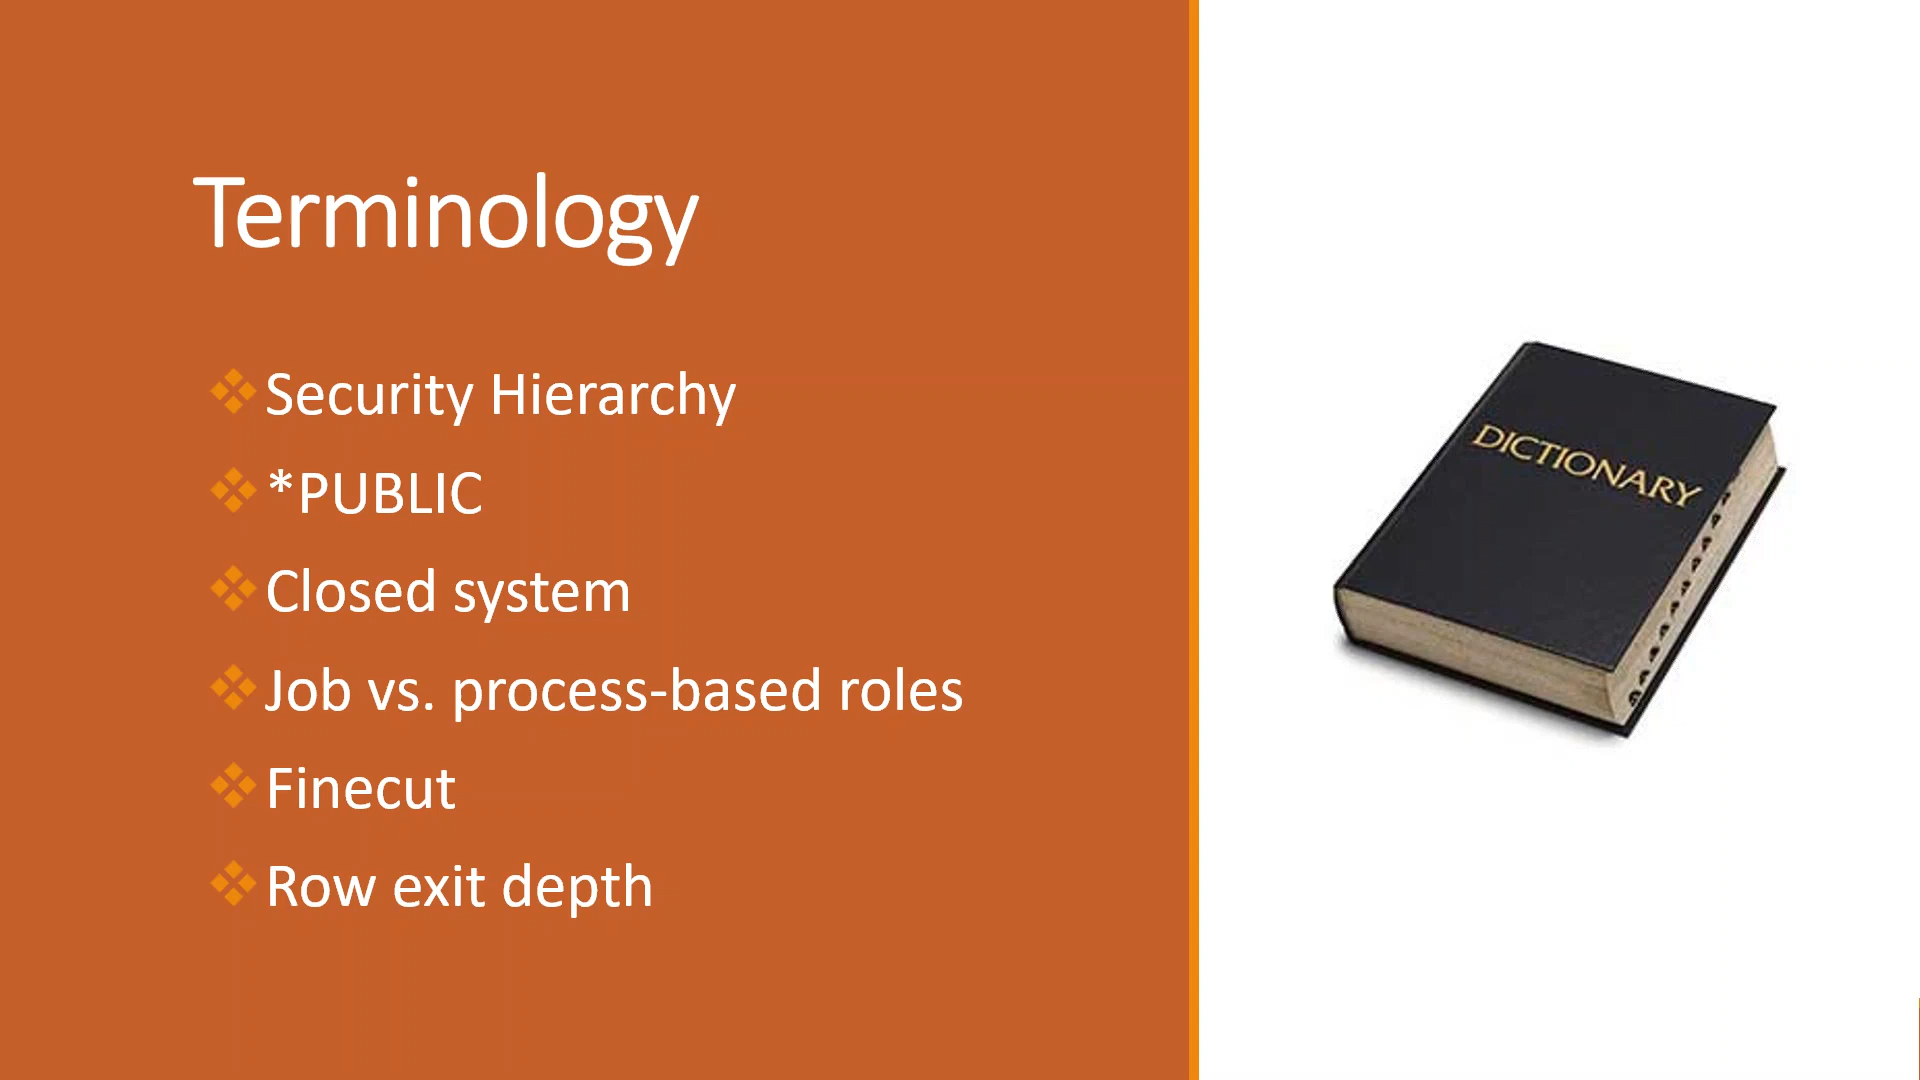 Terminology
Security Hierarchy
*PUBLIC
Closed system
Job vs. process-based roles
Finecut
Row exit depth
DICTIONARY